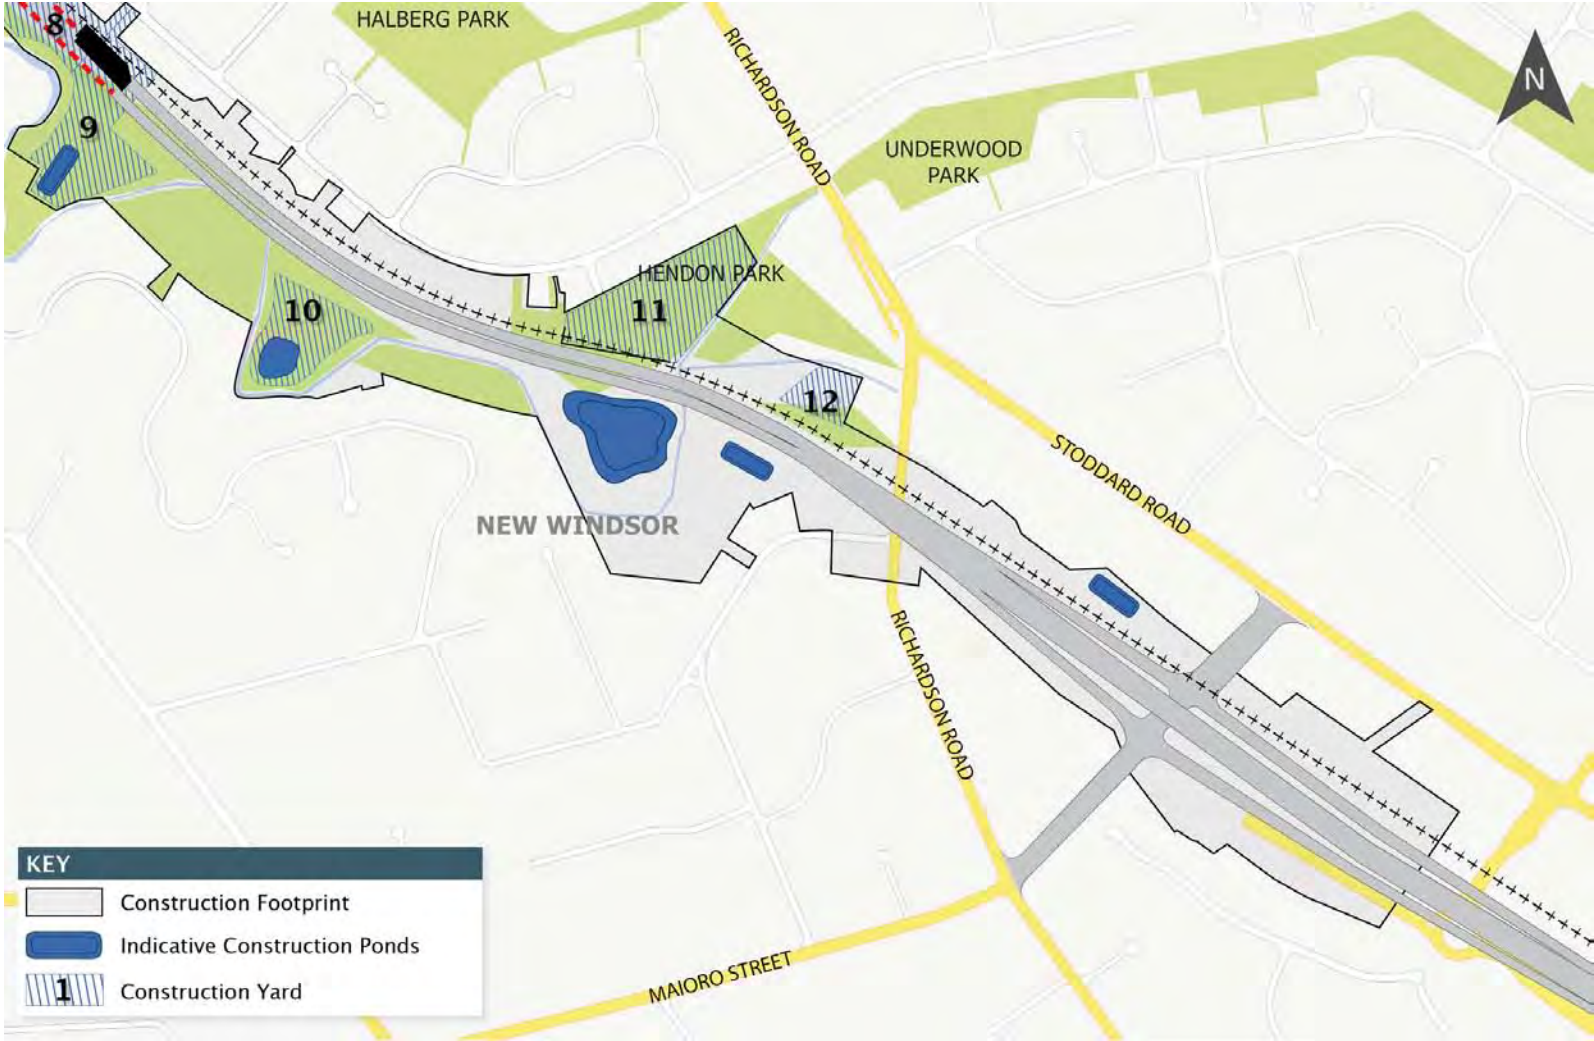 8
HALBERG PARK
RICHARDSON ROAD
N
9
UNDERWOOD
PARK
HENDON PARK
10
11
12
STODDARD ROAD
NEW WINDSOR
RICHARDSON ROAD
MAIORO STREET
KEY
Construction Footprint
Indicative Construction Ponds
1
Construction Yard